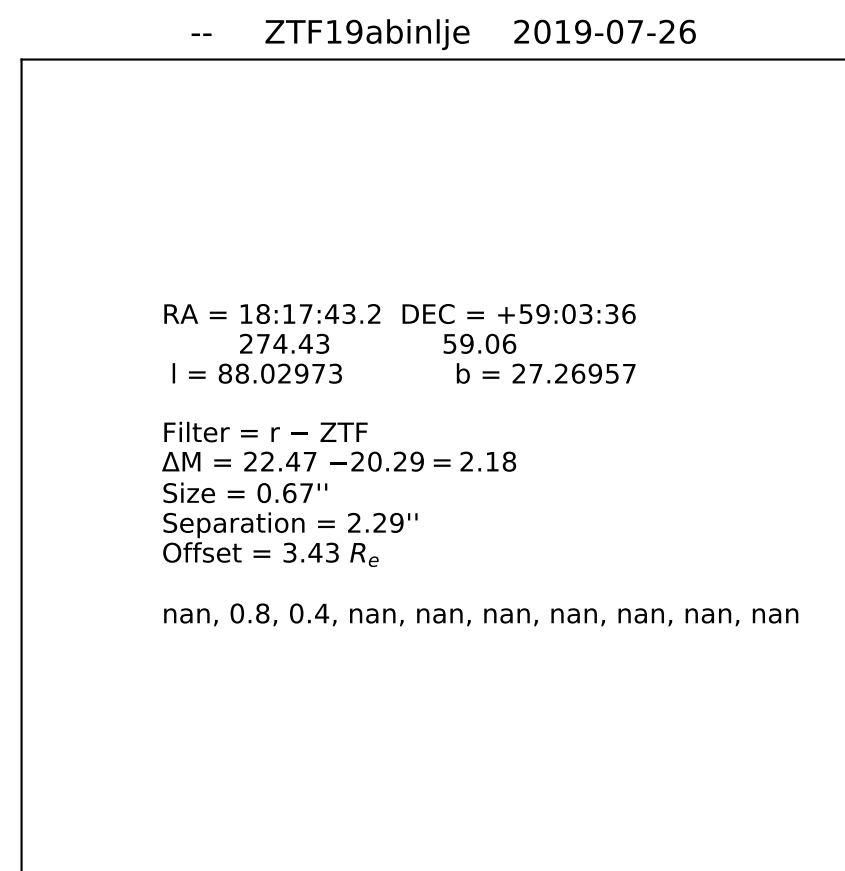 -- ZTF19abinlje 2019-07-26
RA = 18:17:43.2 DEC = +59:03:36
274.43 59.06
l = 88.02973 b = 27.26957
Filter = r − ZTF
ΔM = 22.47 −20.29 = 2.18
Size = 0.67''
Separation = 2.29''
Offset = 3.43 Re
nan, 0.8, 0.4, nan, nan, nan, nan, nan, nan, nan